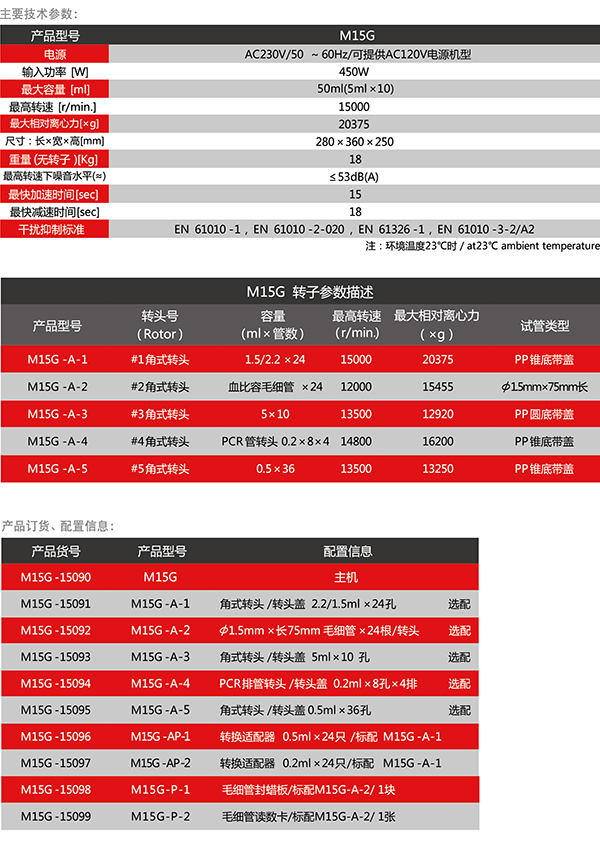 主要技术参数：
产品型号 M15G
电源 AC230V/50 ~ 60Hz/可提供AC120V电源机型
输入功率 [W] 450W
最大容量 [ml] 50ml(5ml ×10)
最高转速 [r/min.] 15000
最大相对离心力[×g] 20375
尺寸：长×宽×高[mm] 280 × 360 × 250
重量 (无转子 )[Kg] 18
最高转速下噪音水平(≈) ≤ 53dB(A)
最快加速时间[sec] 15
最快减速时间[sec] 18
干扰抑制标准 EN 61010 -1 , EN 61010 -2-020 , EN 61326 -1 , EN 61010 -3-2/A2
注：环境温度23℃时 / at23℃ ambient temperature
M15G 转子参数描述
产品型号 转头号 (Rotor) 容量 (ml×管数) 最高转速 (r/min.) 最大相对离心力 (×g) 试管类型
M15G -A-1 #1角式转头 1.5/2.2 ×24 15000 20375 PP锥底带盖
M15G -A-2 #2角式转头 血比容毛细管 ×24 12000 15455 φ1.5mm×75mm长
M15G -A-3 #3角式转头 5×10 13500 12920 PP圆底带盖
M15G -A-4 #4角式转头 PCR管转头 0.2×8×4 14800 16200 PP锥底带盖
M15G -A-5 #5角式转头 0.5×36 13500 13250 PP锥底带盖
产品订货、配置信息：
产品货号 产品型号 配置信息
M15G -15090 M15G 主机
M15G -15091 M15G -A-1 角式转头 /转头盖 2.2/1.5ml ×24孔 选配
M15G -15092 M15G -A-2 Φ1.5mm ×长75mm 毛细管 ×24根/转头 选配
M15G -15093 M15G -A-3 角式转头 /转头盖 5ml×10 孔 选配
M15G -15094 M15G -A-4 PCR排管转头 /转头盖 0.2ml ×8孔×4排 选配
M15G -15095 M15G -A-5 角式转头 /转头盖 0.5ml ×36孔 选配
M15G -15096 M15G -AP-1 转换适配器 0.5ml ×24只 /标配 M15G -A-1
M15G -15097 M15G -AP-2 转换适配器 0.2ml ×24只/标配 M15G -A-1
M15G -15098 M15G-P-1 毛细管封蜡板/标配M15G-A-2/ 1块
M15G -15099 M15G-P-2 毛细管读数卡/标配M15G-A-2/ 1张